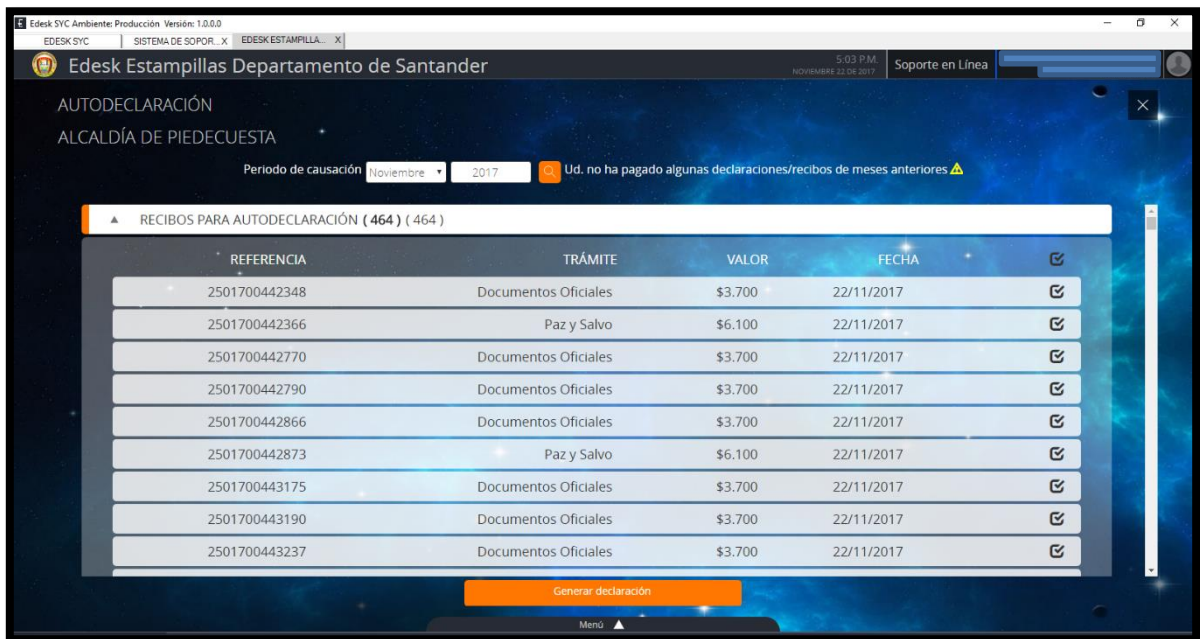 Edesk SYC Ambiente: Producción Versión: 1.0.0.0
EDESK SYC SISTEMA DE SOPOR... X EDESK ESTAMPILLA... X
Edesk Estampillas Departamento de Santander
5:03 P.M.
NOVIEMBRE 22 DE 2017
Soporte en Línea
AUTODECLARACIÓN
ALCALDÍA DE PIEDECUESTA
Periodo de causación Noviembre 2017 Ud. no ha pagado algunas declaraciones/recibos de meses anteriores
RECIBOS PARA AUTODECLARACIÓN ( 464 ) ( 464 )
REFERENCIA TRÁMITE VALOR FECHA
2501700442348 Documentos Oficiales $3.700 22/11/2017
2501700442366 Paz y Salvo $6.100 22/11/2017
2501700442770 Documentos Oficiales $3.700 22/11/2017
2501700442790 Documentos Oficiales $3.700 22/11/2017
2501700442866 Documentos Oficiales $3.700 22/11/2017
2501700442873 Paz y Salvo $6.100 22/11/2017
2501700443175 Documentos Oficiales $3.700 22/11/2017
2501700443190 Documentos Oficiales $3.700 22/11/2017
2501700443237 Documentos Oficiales $3.700 22/11/2017
Generar declaración
Menú